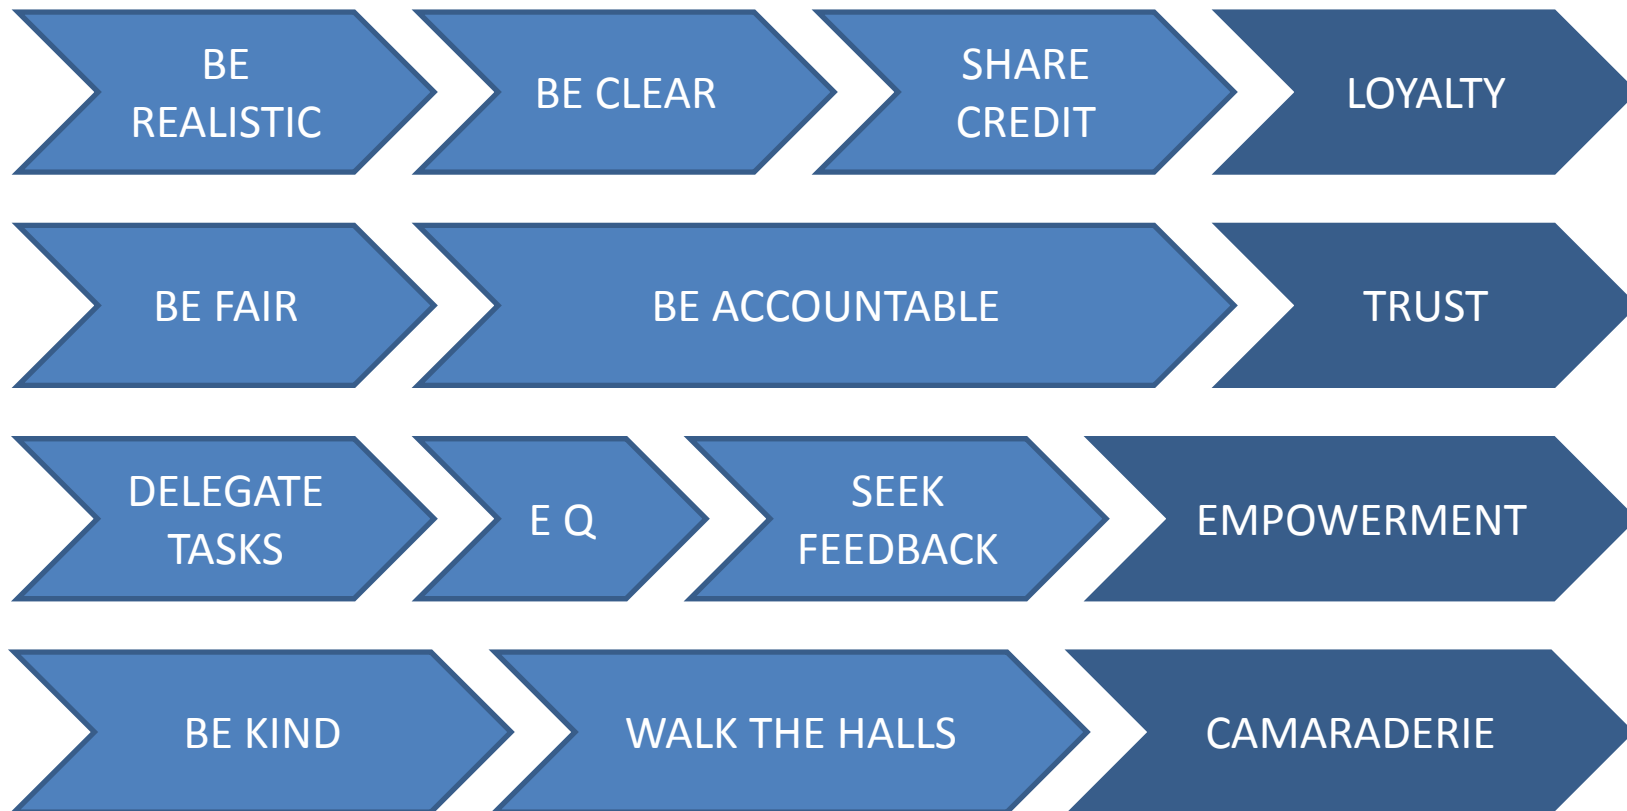 BE
REALISTIC
BE CLEAR
SHARE
CREDIT
LOYALTY
BE FAIR
BE ACCOUNTABLE
TRUST
DELEGATE
TASKS
E Q
SEEK
FEEDBACK
EMPOWERMENT
BE KIND
WALK THE HALLS
CAMARADERIE